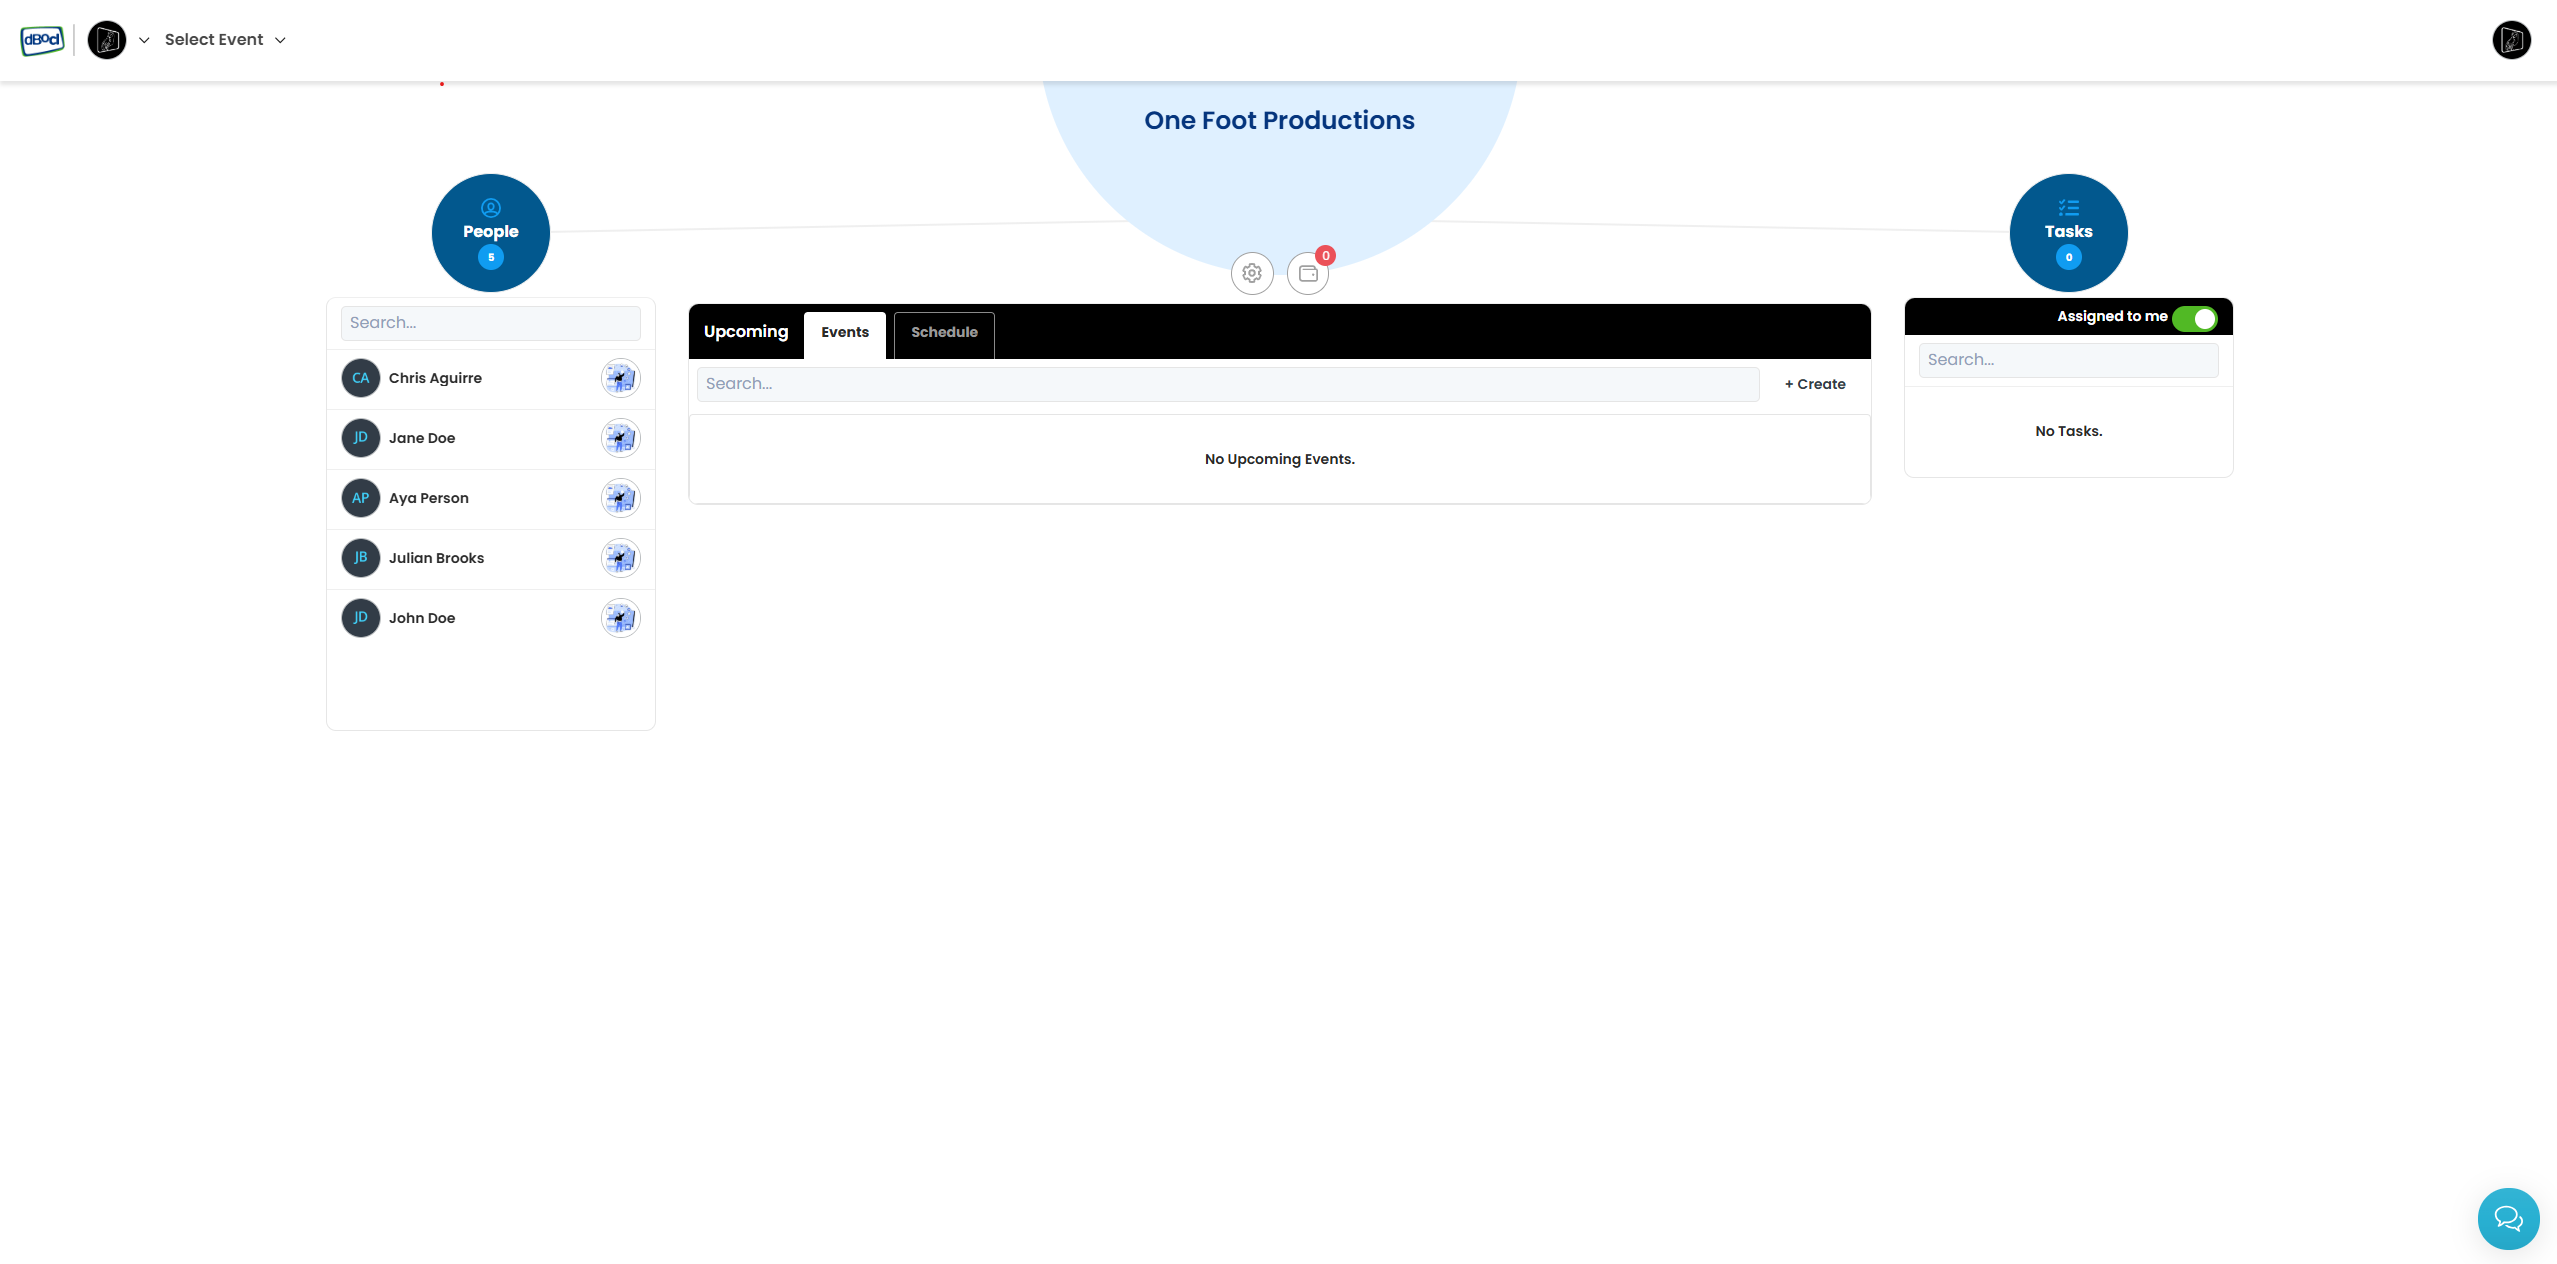 dBod
Select Event
One Foot Productions
People
5
Tasks
0
0
Search...
CA Chris Aguirre
JD Jane Doe
AP Aya Person
JB Julian Brooks
JD John Doe
Upcoming Events Schedule
Search... + Create
No Upcoming Events.
Assigned to me
Search...
No Tasks.